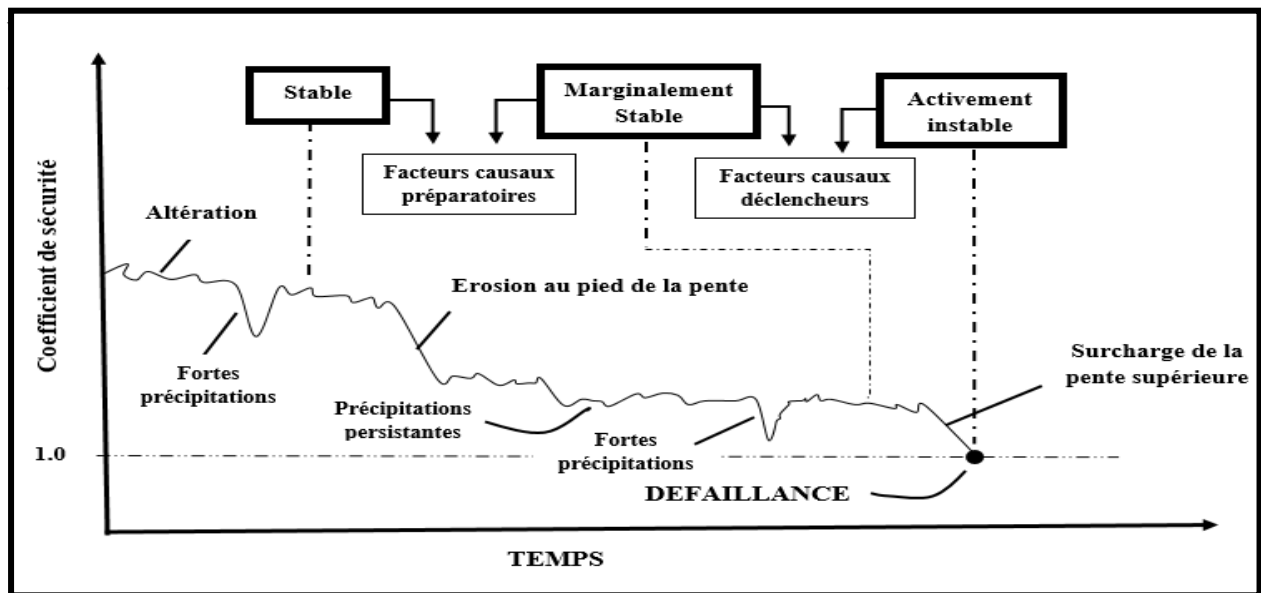 Stable
Marginalement
Stable
Activement
instable
Facteurs causaux
préparatoires
Facteurs causaux
déclencheurs
Coefficient de sécurité
Altération
Erosion au pied de la pente
Fortes
précipitations
Surcharge de la
pente supérieure
Précipitations
persistantes
Fortes
précipitations
1.0
DEFAILLANCE
TEMPS